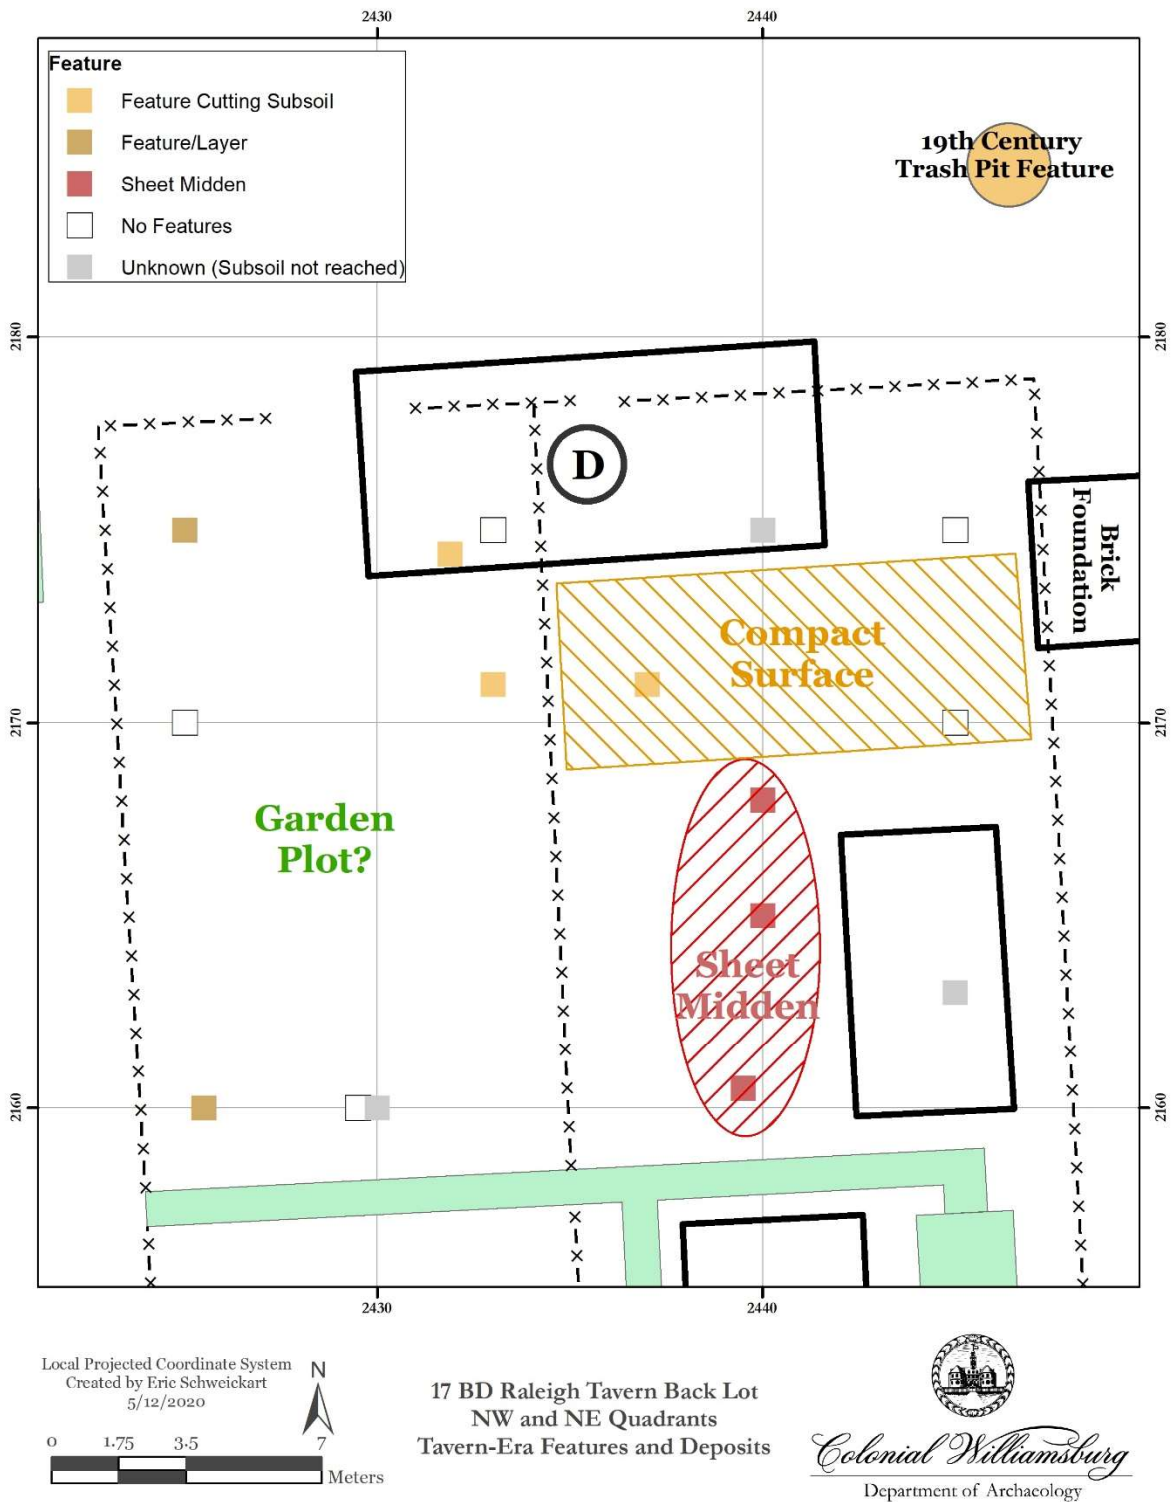 2430 2440
Feature
Feature Cutting Subsoil
Feature/Layer
Sheet Midden
No Features
Unknown (Subsoil not reached)
19th Century
Trash Pit Feature
2180 2180
D
Brick
Foundation
Compact
Surface
2170 2170
Garden
Plot?
Sheet
Midden
2160 2160
2430 2440
Local Projected Coordinate System
Created by Eric Schweickart
5/12/2020
N
0 1.75 3.5 7
Meters
17 BD Raleigh Tavern Back Lot
NW and NE Quadrants
Tavern-Era Features and Deposits
Colonial Williamsburg
Department of Archaeology